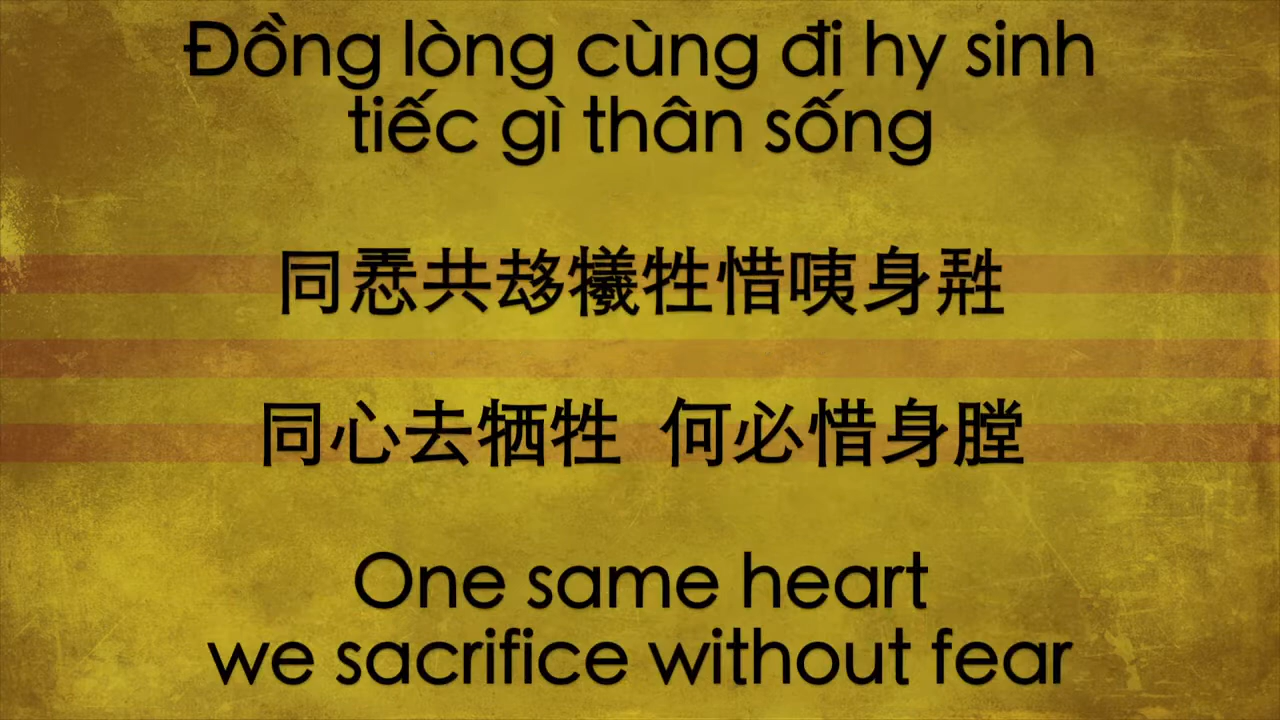 Đồng lòng cùng đi hy sinh
tiếc gì thân sống
同𢚸共𠫾犧牲惜咦身𤯨
同心去牺牲 何必惜身膛
One same heart
we sacrifice without fear